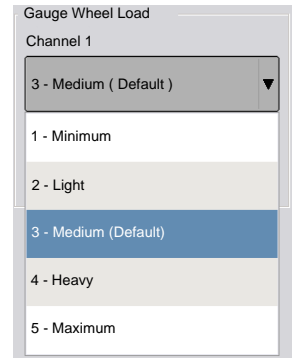 Gauge Wheel Load
Channel 1
3 - Medium ( Default )
1 - Minimum
2 - Light
3 - Medium (Default)
4 - Heavy
5 - Maximum